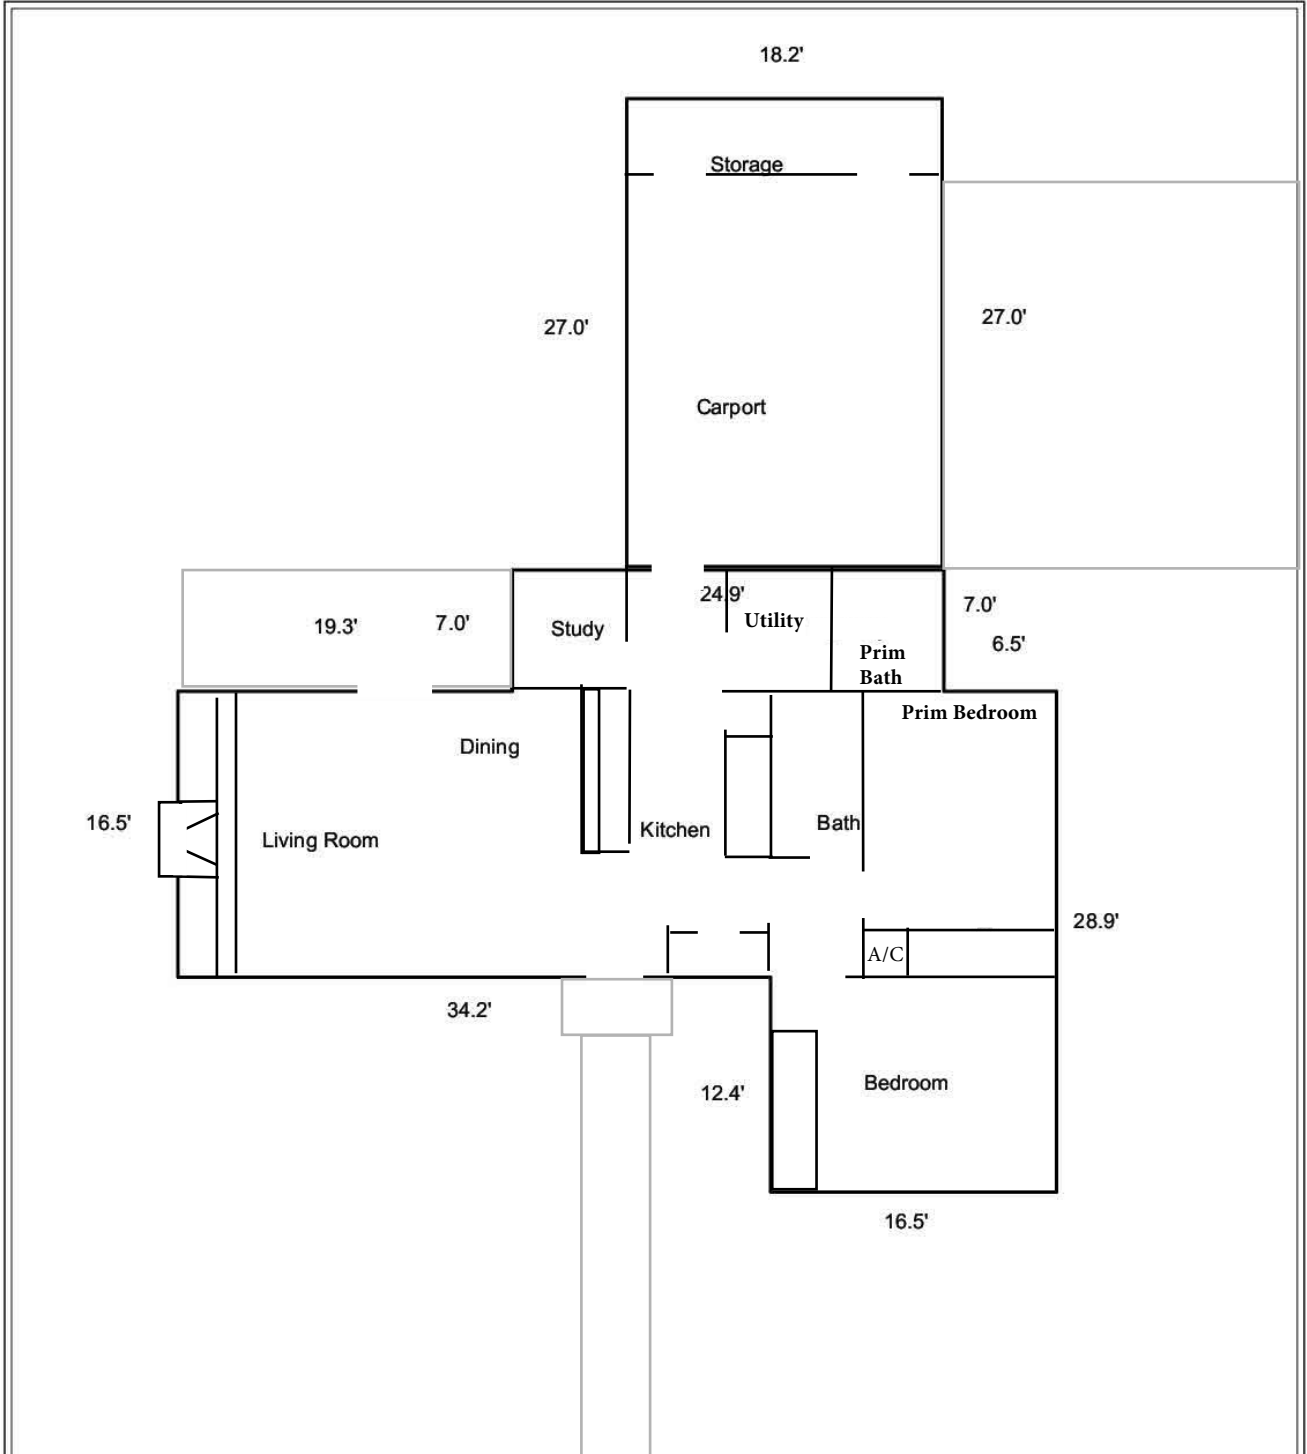 18.2'
Storage
27.0'
27.0'
Carport
24.9'
7.0'
19.3'
7.0'
Study
Utility
6.5'
Prim
Bath
Prim Bedroom
Dining
16.5'
Living Room
Kitchen
Bath
28.9'
A/C
34.2'
12.4'
Bedroom
16.5'